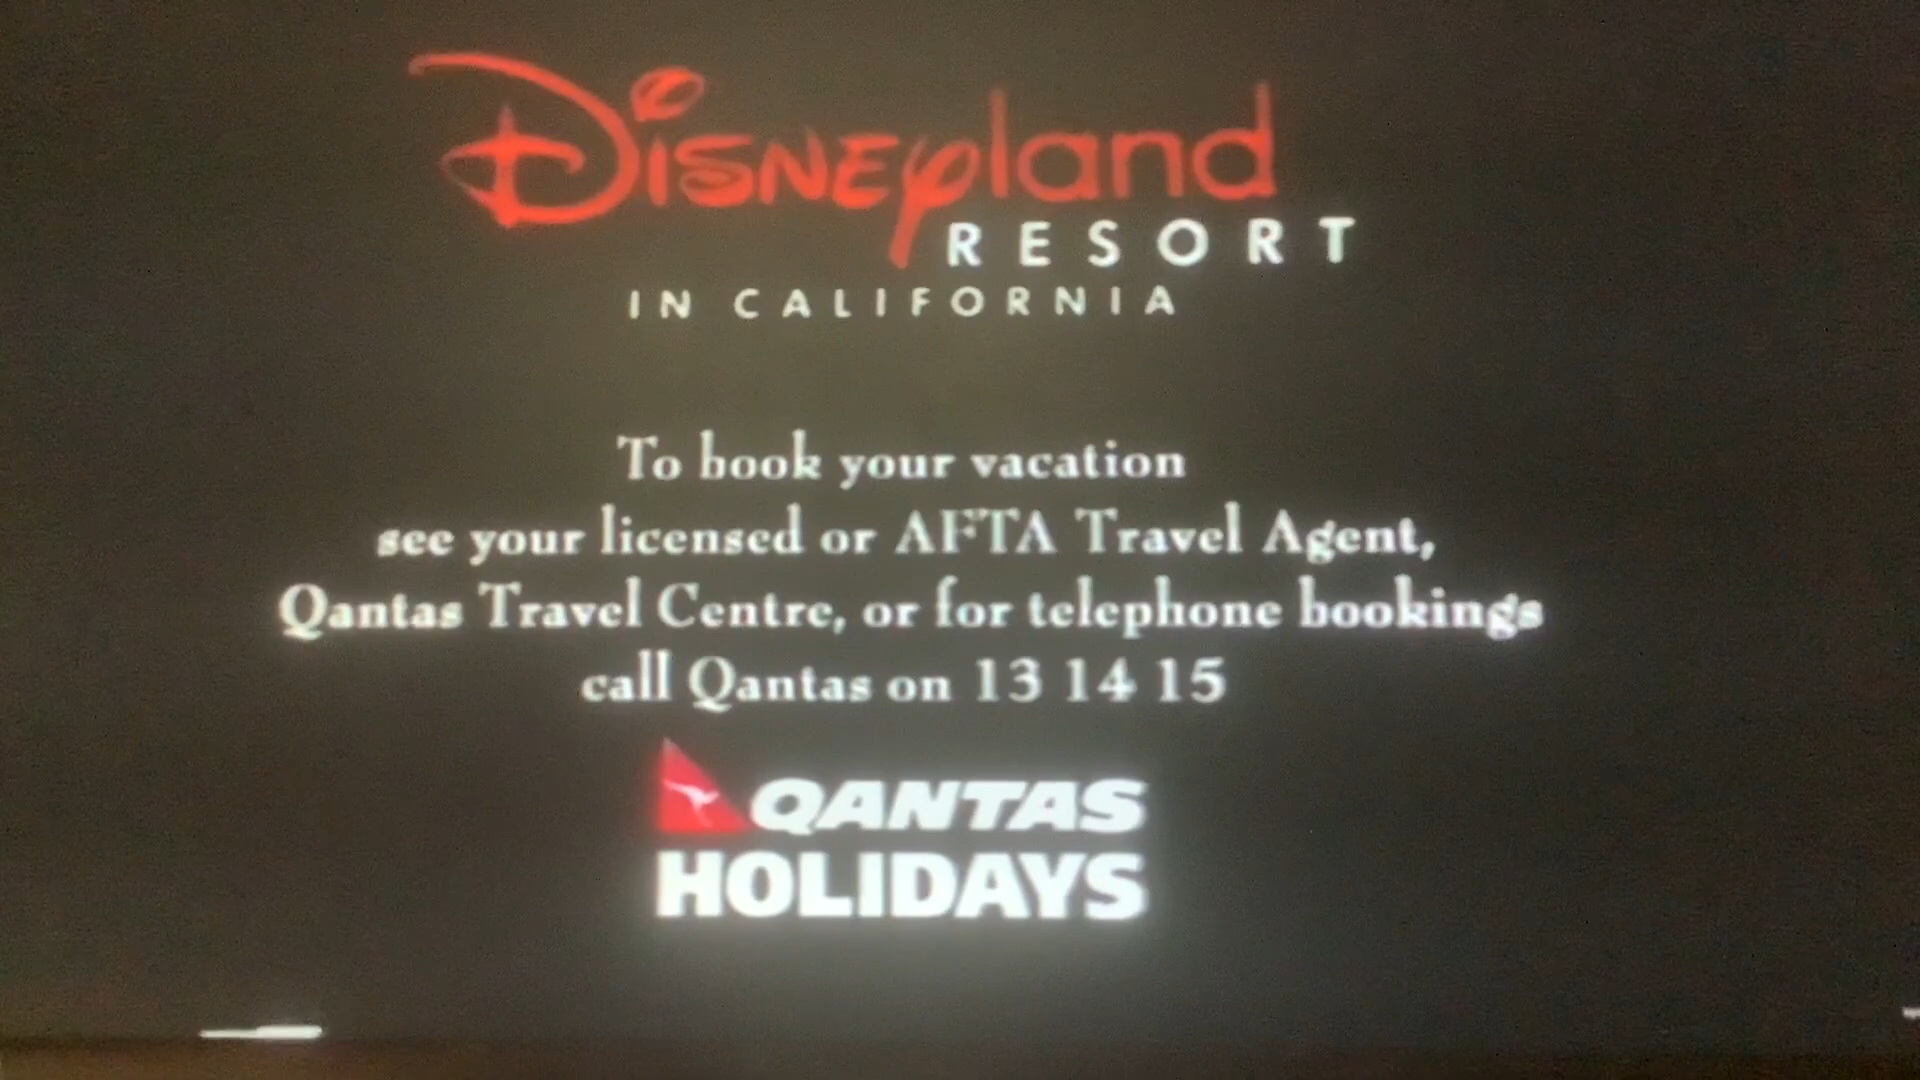 Disneyland
RESORT
IN CALIFORNIA
To book your vacation
see your licensed or AFTA Travel Agent,
Qantas Travel Centre, or for telephone bookings
call Qantas on 13 14 15
QANTAS
HOLIDAYS